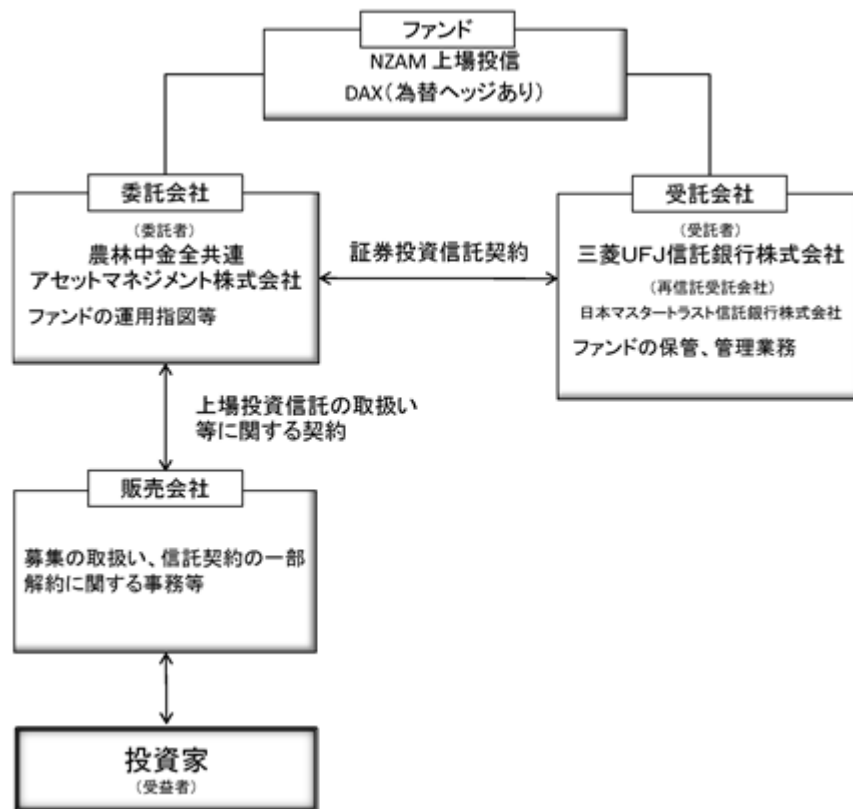 ファンド
NZAM 上場投信
DAX（為替ヘッジあり）
委託会社
（委託者）
農林中金全共連
アセットマネジメント株式会社
ファンドの運用指図等
証券投資信託契約
受託会社
（受託者）
三菱UFJ信託銀行株式会社
（再信託受託会社）
日本マスタートラスト信託銀行株式会社
ファンドの保管、管理業務
上場投資信託の取扱い
等に関する契約
販売会社
募集の取扱い、信託契約の一部
解約に関する事務等
投資家
（受益者）